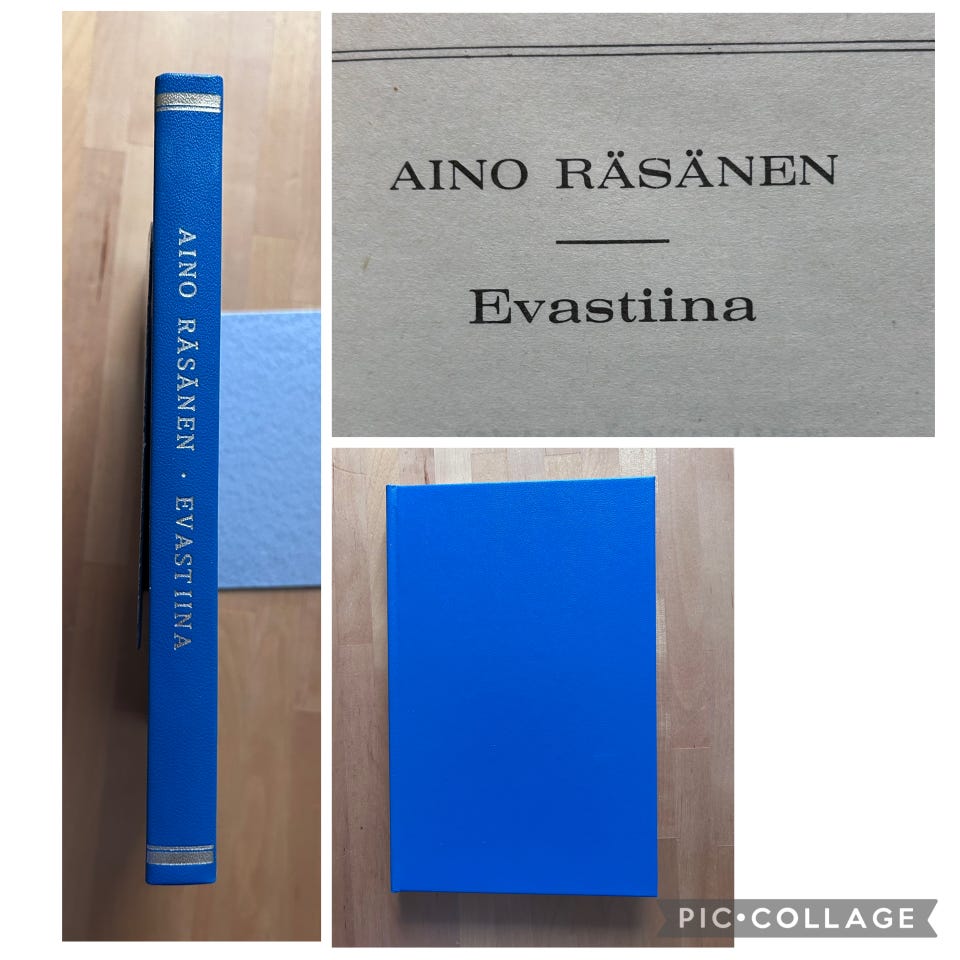 AINO RÄSÄNEN · EVASTIINA
AINO RÄSÄNEN
Evastiina
PIC•COLLAGE